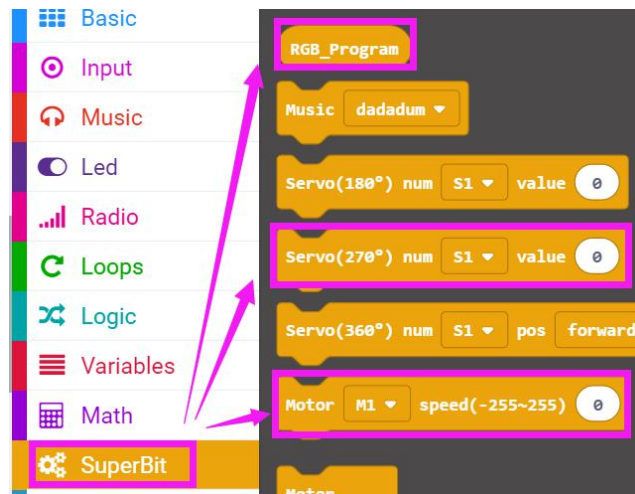 Basic
Input
Music
Led
Radio
Loops
Logic
Variables
Math
SuperBit
RGB_Program
Music dadadum
Servo(180°) num S1 value 0
Servo(270°) num S1 value 0
Servo(360°) num S1 pos forward
Motor M1 speed(-255~255) 0
Motor